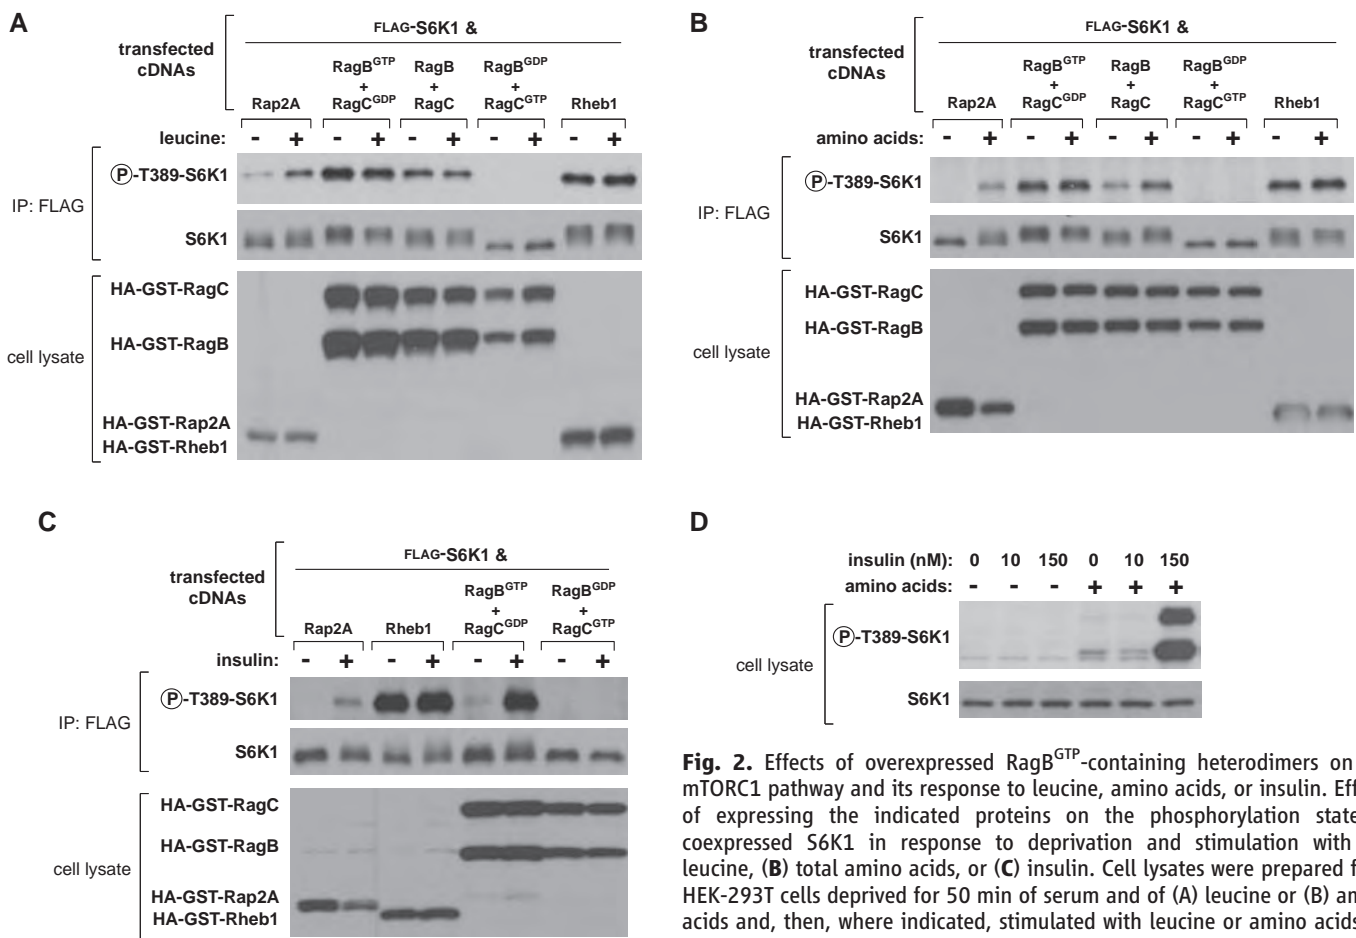 A
transfected cDNAs
FLAG-S6K1 &
Rap2A
RagBGTP + RagCGDP
RagB + RagC
RagBGDP + RagCGTP
Rheb1
leucine: - + - + - + - + - +
IP: FLAG
Ⓟ-T389-S6K1
S6K1
cell lysate
HA-GST-RagC
HA-GST-RagB
HA-GST-Rap2A
HA-GST-Rheb1
B
transfected cDNAs
FLAG-S6K1 &
Rap2A
RagBGTP + RagCGDP
RagB + RagC
RagBGDP + RagCGTP
Rheb1
amino acids: - + - + - + - + - +
IP: FLAG
Ⓟ-T389-S6K1
S6K1
cell lysate
HA-GST-RagC
HA-GST-RagB
HA-GST-Rap2A
HA-GST-Rheb1
C
transfected cDNAs
FLAG-S6K1 &
Rap2A
Rheb1
RagBGTP + RagCGDP
RagBGDP + RagCGTP
insulin: - + - + - + - +
IP: FLAG
Ⓟ-T389-S6K1
S6K1
cell lysate
HA-GST-RagC
HA-GST-RagB
HA-GST-Rap2A
HA-GST-Rheb1
D
insulin (nM): 0 10 150 0 10 150
amino acids: - - - + + +
cell lysate
Ⓟ-T389-S6K1
S6K1
Fig. 2. Effects of overexpressed RagBGTP-containing heterodimers on
mTORC1 pathway and its response to leucine, amino acids, or insulin. Eff
of expressing the indicated proteins on the phosphorylation state
coexpressed S6K1 in response to deprivation and stimulation with
leucine, (B) total amino acids, or (C) insulin. Cell lysates were prepared f
HEK-293T cells deprived for 50 min of serum and of (A) leucine or (B) an
acids and, then, where indicated, stimulated with leucine or amino acids